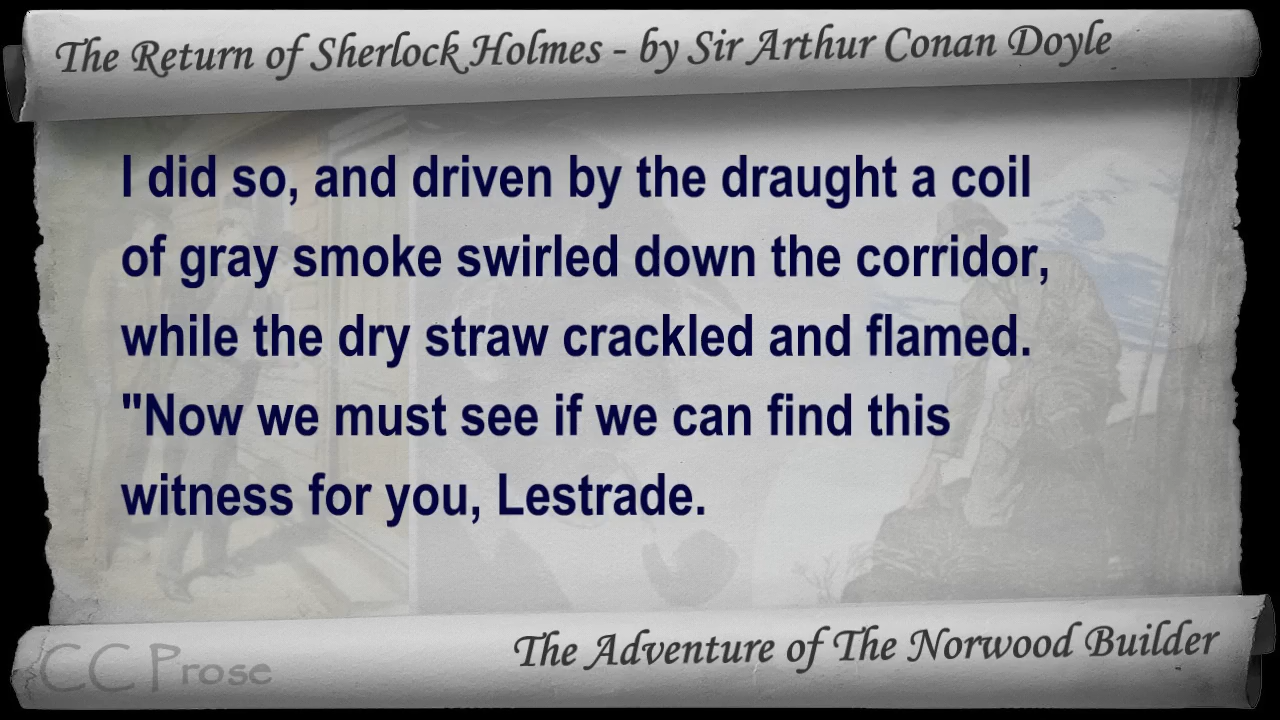 The Return of Sherlock Holmes - by Sir Arthur Conan Doyle
I did so, and driven by the draught a coil
of gray smoke swirled down the corridor,
while the dry straw crackled and flamed.
"Now we must see if we can find this
witness for you, Lestrade.
The Adventure of The Norwood Builder
CC Prose